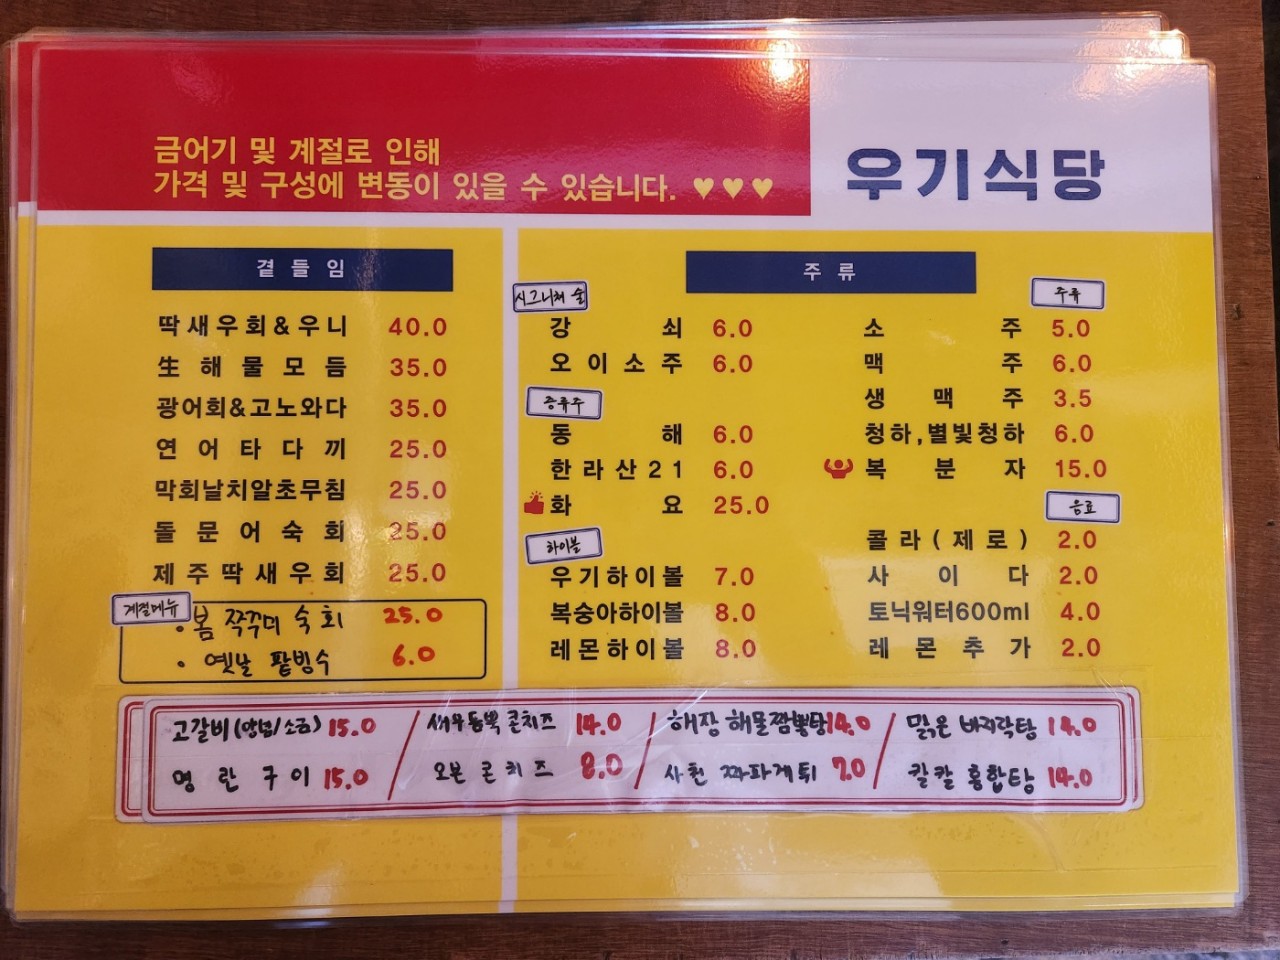 금어기 및 계절로 인해
가격 및 구성에 변동이 있을 수 있습니다. ♥♥♥
우기식당
곁들임
딱새우회&우니 40.0
生해물모듬 35.0
광어회&고노와다 35.0
연어타다끼 25.0
막회날치알초무침 25.0
돌문어숙회 25.0
제주딱새우회 25.0
계절메뉴
· 봄 쭉꾸미 숙회 25.0
· 옛날 팥빙수 6.0
주류
시그니처 술
강쇠 6.0
오이소주 6.0
증류주
동해 6.0
한라산21 6.0
화요 25.0
하이볼
우기하이볼 7.0
복숭아하이볼 8.0
레몬하이볼 8.0
주류
소주 5.0
맥주 6.0
생맥주 3.5
청하,별빛청하 6.0
복분자 15.0
음료
콜라(제로) 2.0
사이다 2.0
토닉워터600ml 4.0
레몬추가 2.0
고갈비(양념/소금) 15.0 / 새우듬뿍 콘치즈 14.0 / 해장 해물짬뽕탕 14.0 / 맑은 바지락탕 14.0
명란구이 15.0 / 오븐 콘치즈 8.0 / 사천 짜파게티 7.0 / 칼칼 홍합탕 14.0